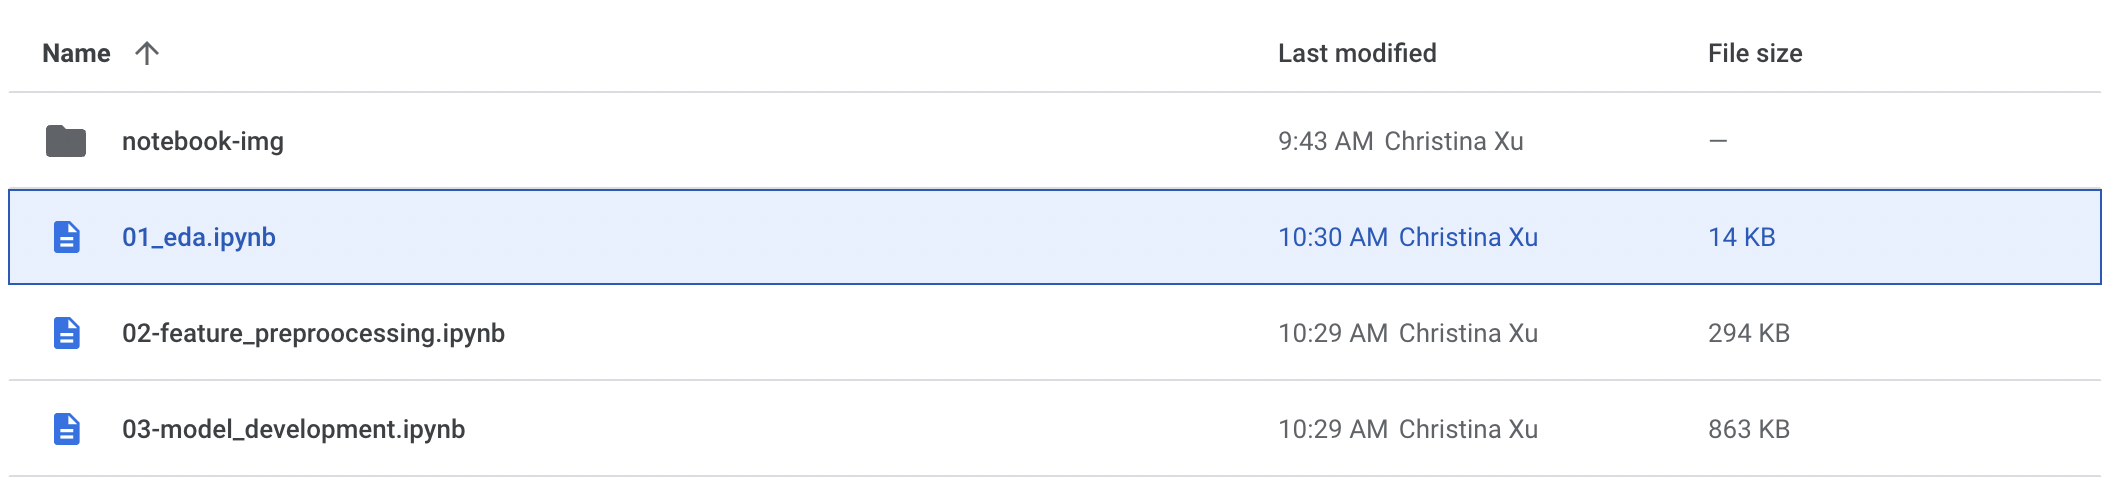 Name Last modified File size
notebook-img 9:43 AM Christina Xu —
01_eda.ipynb 10:30 AM Christina Xu 14 KB
02-feature_preproocessing.ipynb 10:29 AM Christina Xu 294 KB
03-model_development.ipynb 10:29 AM Christina Xu 863 KB